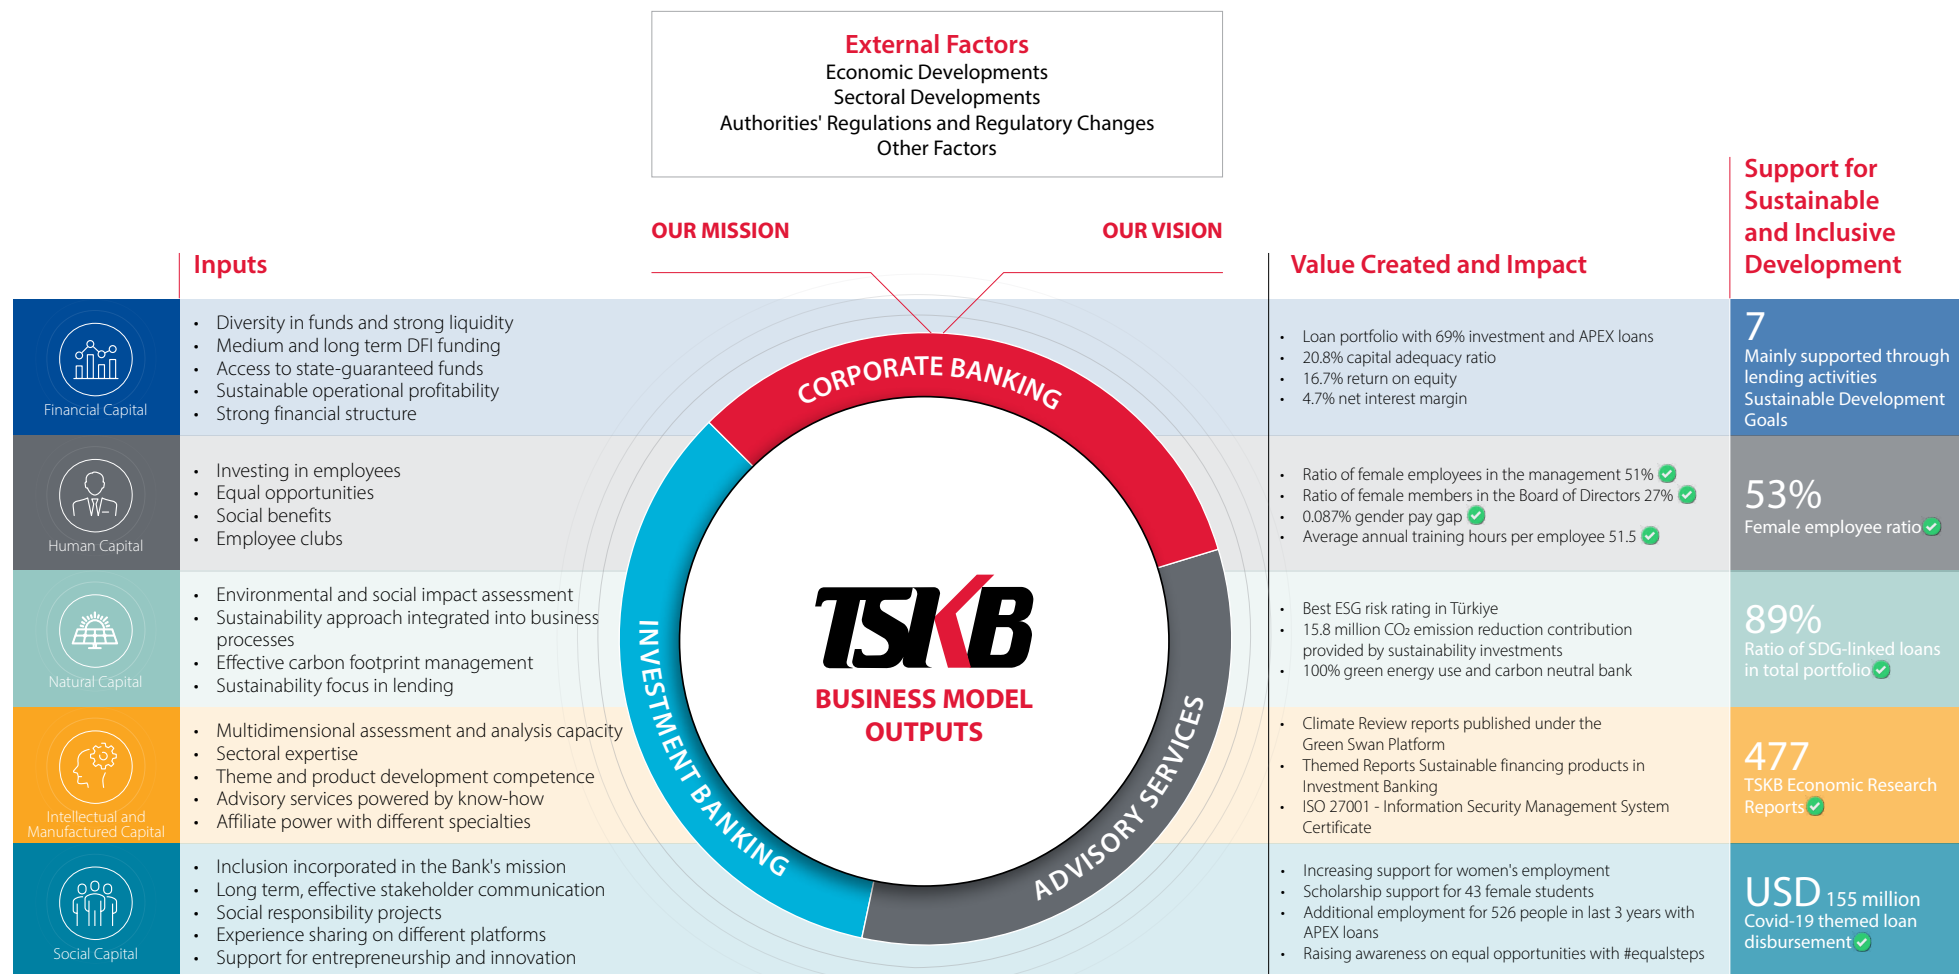 External Factors
Economic Developments
Sectoral Developments
Authorities' Regulations and Regulatory Changes
Other Factors
OUR MISSION
OUR VISION
Inputs
Value Created and Impact
Support for
Sustainable
and Inclusive
Development
Financial Capital
• Diversity in funds and strong liquidity
• Medium and long term DFI funding
• Access to state-guaranteed funds
• Sustainable operational profitability
• Strong financial structure
• Loan portfolio with 69% investment and APEX loans
• 20.8% capital adequacy ratio
• 16.7% return on equity
• 4.7% net interest margin
7
Mainly supported through
lending activities
Sustainable Development
Goals
Human Capital
• Investing in employees
• Equal opportunities
• Social benefits
• Employee clubs
• Ratio of female employees in the management 51%
• Ratio of female members in the Board of Directors 27%
• 0.087% gender pay gap
• Average annual training hours per employee 51.5
53%
Female employee ratio
Natural Capital
• Environmental and social impact assessment
• Sustainability approach integrated into business
processes
• Effective carbon footprint management
• Sustainability focus in lending
• Best ESG risk rating in Türkiye
• 15.8 million CO₂ emission reduction contribution
provided by sustainability investments
• 100% green energy use and carbon neutral bank
89%
Ratio of SDG-linked loans
in total portfolio
Intellectual and
Manufactured Capital
• Multidimensional assessment and analysis capacity
• Sectoral expertise
• Theme and product development competence
• Advisory services powered by know-how
• Affiliate power with different specialties
• Climate Review reports published under the
Green Swan Platform
• Themed Reports Sustainable financing products in
Investment Banking
• ISO 27001 - Information Security Management System
Certificate
477
TSKB Economic Research
Reports
Social Capital
• Inclusion incorporated in the Bank's mission
• Long term, effective stakeholder communication
• Social responsibility projects
• Experience sharing on different platforms
• Support for entrepreneurship and innovation
• Increasing support for women's employment
• Scholarship support for 43 female students
• Additional employment for 526 people in last 3 years with
APEX loans
• Raising awareness on equal opportunities with #equalsteps
USD 155 million
Covid-19 themed loan
disbursement
CORPORATE BANKING
INVESTMENT BANKING
ADVISORY SERVICES
TSKB
BUSINESS MODEL
OUTPUTS